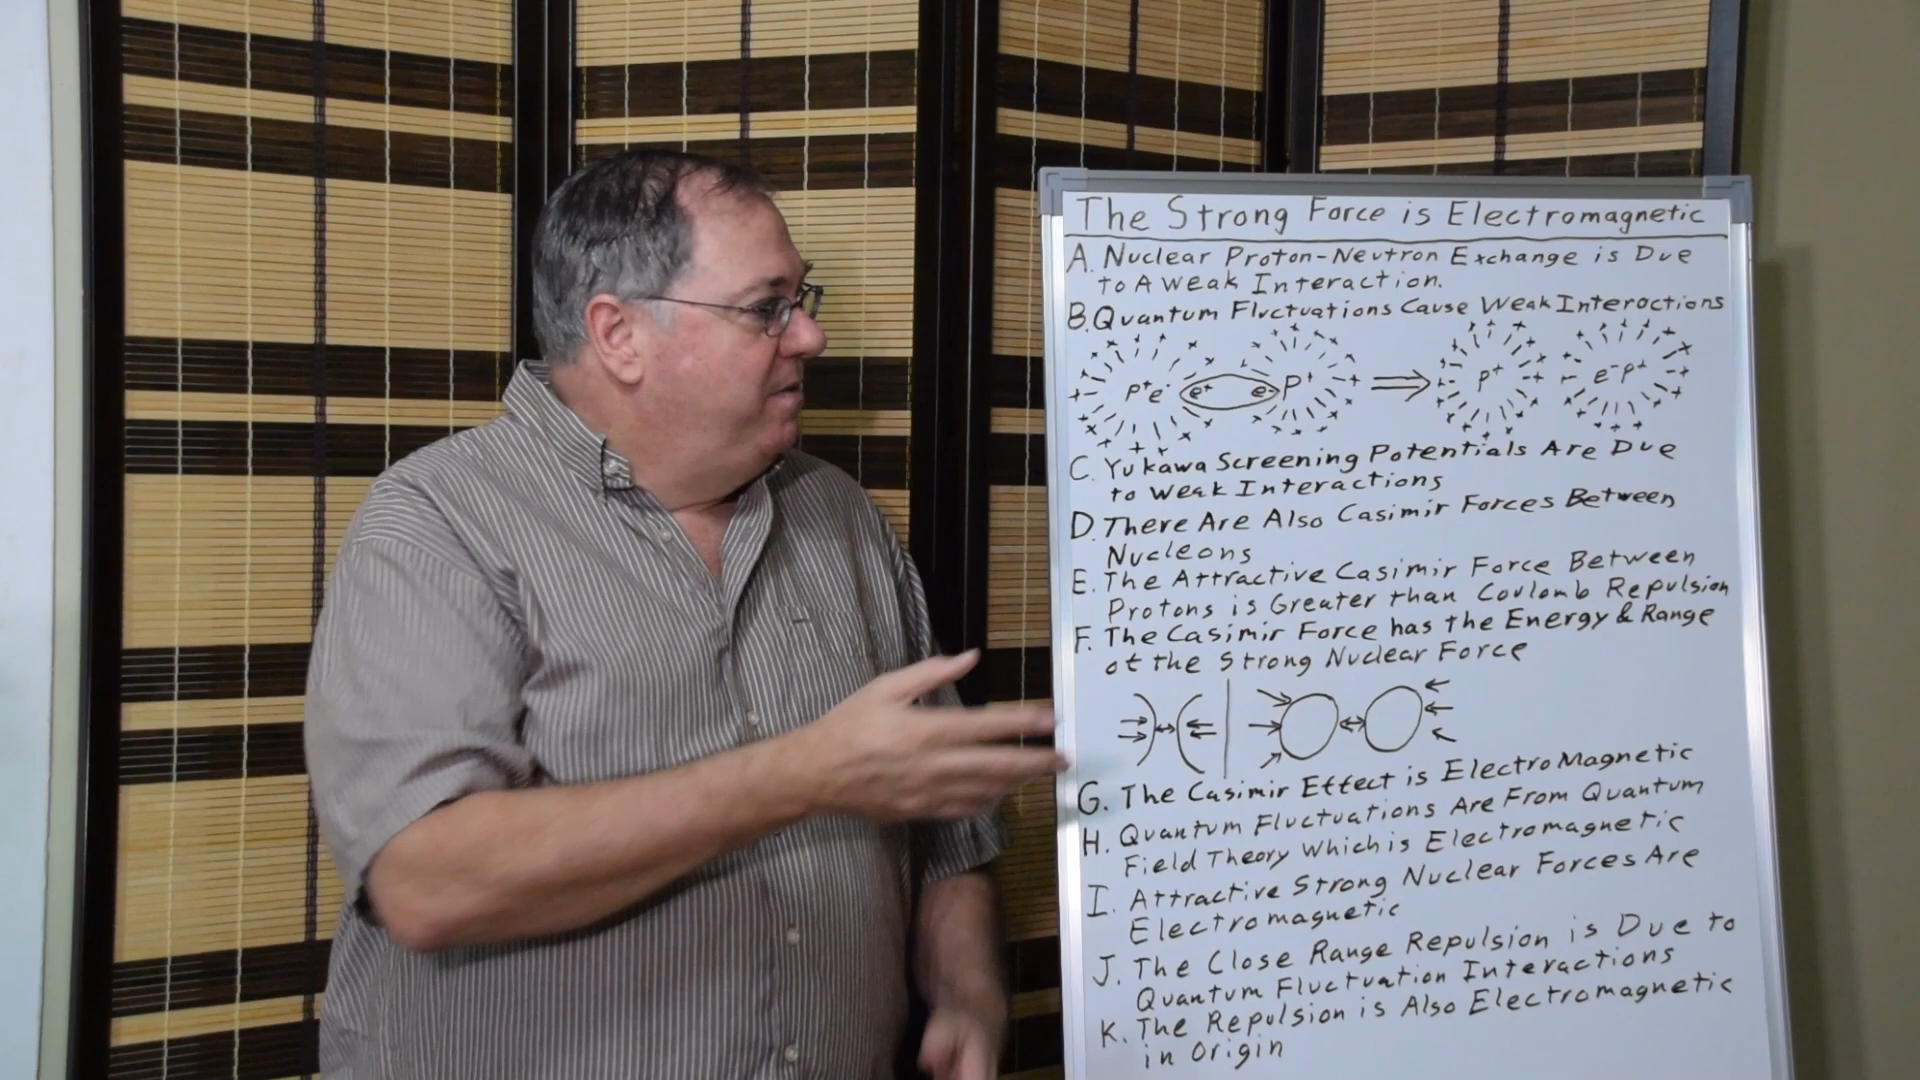 The Strong Force is Electromagnetic
A. Nuclear Proton-Neutron Exchange is Due
to A Weak Interaction.
B. Quantum Fluctuations Cause Weak Interactions
p+ e- e+ e- p+ ⇒ p+ e- p+
C. Yukawa Screening Potentials Are Due
to Weak Interactions
D. There Are Also Casimir Forces Between
Nucleons
E. The Attractive Casimir Force Between
Protons is Greater than Coulomb Repulsion
F. The Casimir Force has the Energy & Range
of the Strong Nuclear Force
G. The Casimir Effect is ElectroMagnetic
H. Quantum Fluctuations Are From Quantum
Field Theory Which is Electromagnetic
I. Attractive Strong Nuclear Forces Are
Electromagnetic
J. The Close Range Repulsion is Due to
Quantum Fluctuation Interactions
K. The Repulsion is Also Electromagnetic
in Origin